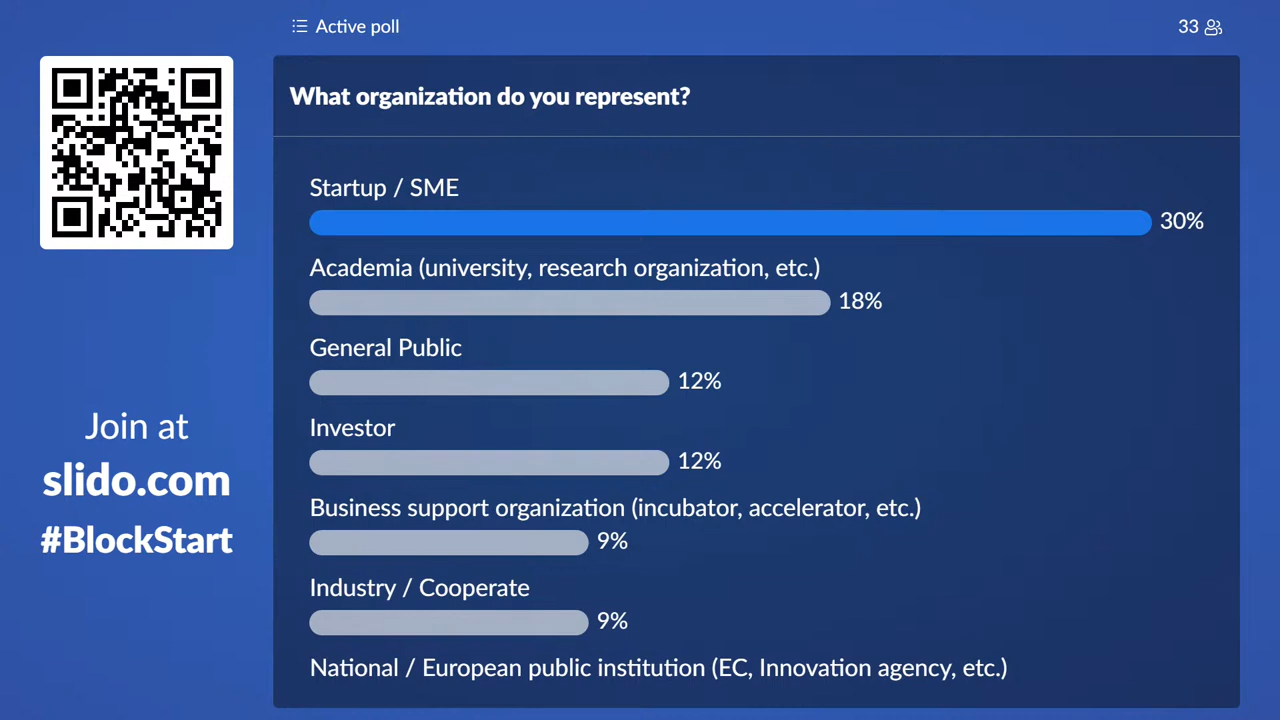 Active poll
33
What organization do you represent?
Startup / SME
30%
Academia (university, research organization, etc.)
18%
General Public
12%
Investor
12%
Business support organization (incubator, accelerator, etc.)
9%
Industry / Cooperate
9%
National / European public institution (EC, Innovation agency, etc.)
Join at
slido.com
#BlockStart